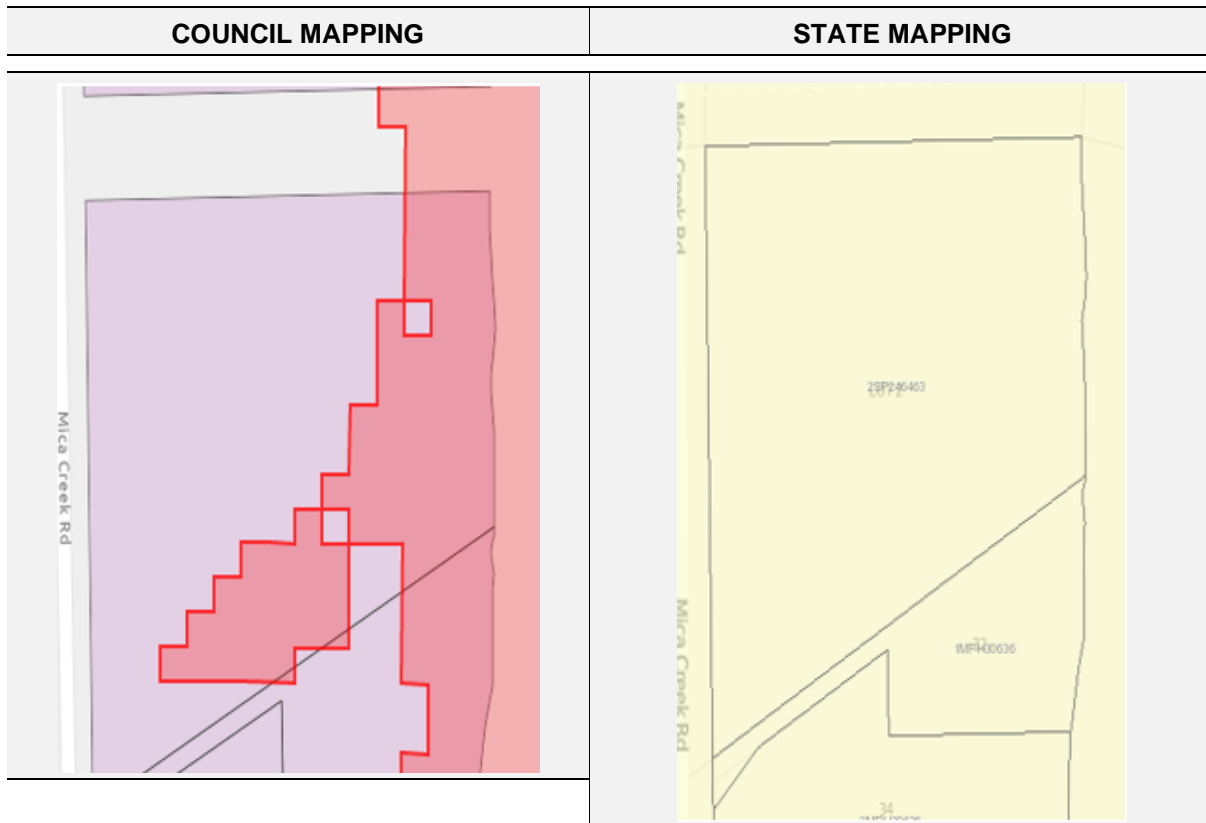 COUNCIL MAPPING
STATE MAPPING
Mica Creek Rd
Mica Creek Rd
2SP246463
Mica Creek Rd
1MPH30636
34